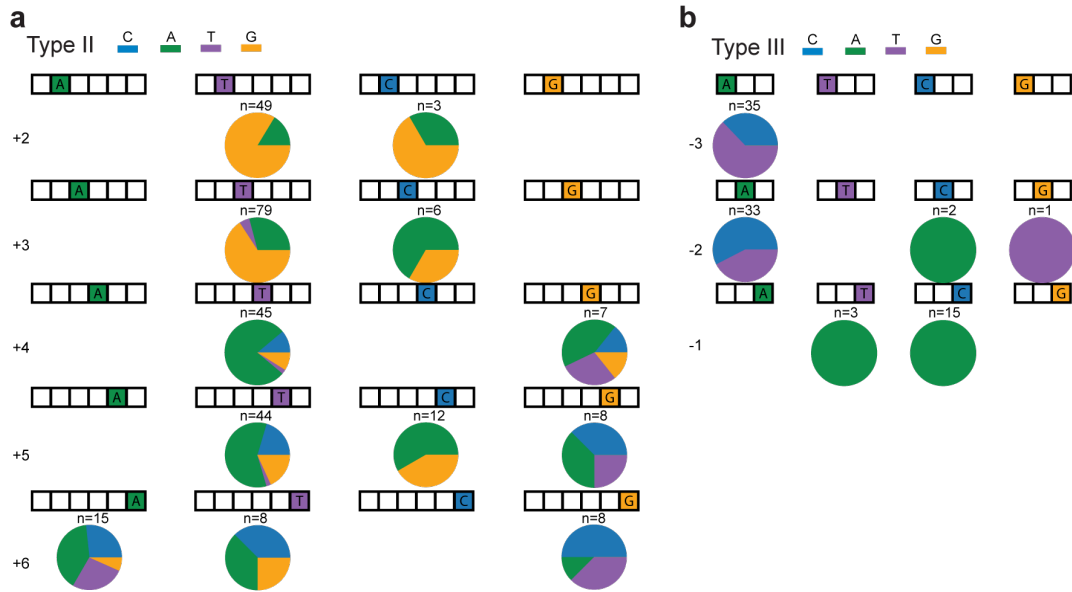 a
Type II C A T G
A T C G
n=49 n=3
+2
A T C G
n=79 n=6
+3
A T C G
n=45 n=7
+4
A T C G
n=44 n=12 n=8
+5
A T C G
n=15 n=8 n=8
+6
b
Type III C A T G
A T C G
n=35
-3
A T C G
n=33 n=2 n=1
-2
A T C G
n=3 n=15
-1